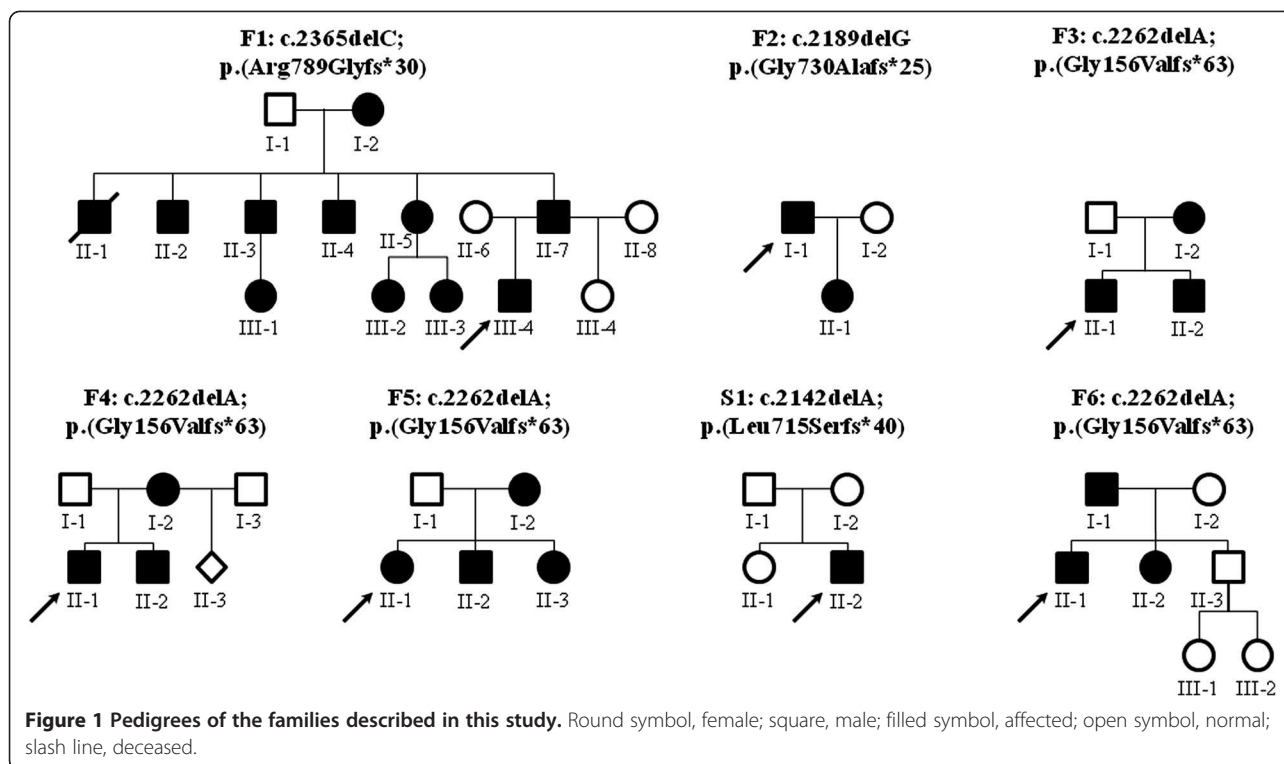 F1: c.2365delC;
p.(Arg789Glyfs*30)
F2: c.2189delG
p.(Gly730Alafs*25)
F3: c.2262delA;
p.(Gly156Valfs*63)
I-1 I-2
II-1 II-2 II-3 II-4 II-5 II-6 II-7 II-8
III-1 III-2 III-3 III-4 III-4
I-1 I-2
II-1
I-1 I-2
II-1 II-2
F4: c.2262delA;
p.(Gly156Valfs*63)
F5: c.2262delA;
p.(Gly156Valfs*63)
S1: c.2142delA;
p.(Leu715Serfs*40)
F6: c.2262delA;
p.(Gly156Valfs*63)
I-1 I-2 I-3
II-1 II-2 II-3
I-1 I-2
II-1 II-2 II-3
I-1 I-2
II-1 II-2
I-1 I-2
II-1 II-2 II-3
III-1 III-2
Figure 1 Pedigrees of the families described in this study. Round symbol, female; square, male; filled symbol, affected; open symbol, normal;
slash line, deceased.